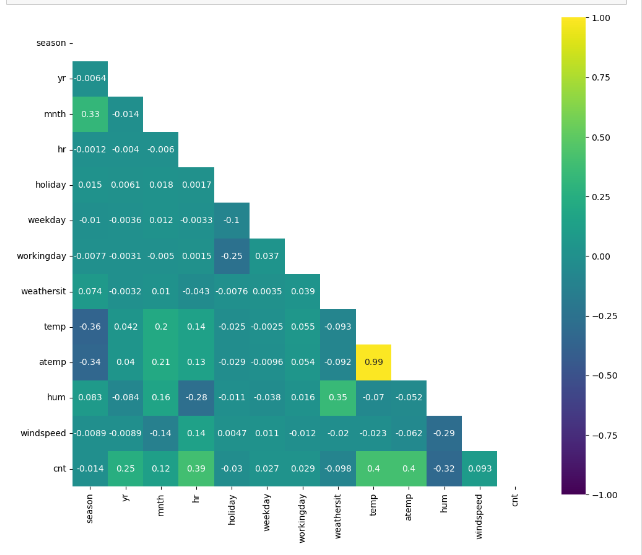 season
yr -0.0064
mnth 0.33 -0.014
hr -0.0012 -0.004 -0.006
holiday 0.015 0.0061 0.018 0.0017
weekday -0.01 -0.0036 0.012 -0.0033 -0.1
workingday -0.0077 -0.0031 -0.005 0.0015 -0.25 0.037
weathersit 0.074 -0.0032 0.01 -0.043 -0.0076 0.0035 0.039
temp -0.36 0.042 0.2 0.14 -0.025 -0.0025 0.055 -0.093
atemp -0.34 0.04 0.21 0.13 -0.029 -0.0096 0.054 -0.092 0.99
hum 0.083 -0.084 0.16 -0.28 -0.011 -0.038 0.016 0.35 -0.07 -0.052
windspeed -0.0089 -0.0089 -0.14 0.14 0.0047 0.011 -0.012 -0.02 -0.023 -0.062 -0.29
cnt -0.014 0.25 0.12 0.39 -0.03 0.027 0.029 -0.098 0.4 0.4 -0.32 0.093
season yr mnth hr holiday weekday workingday weathersit temp atemp hum windspeed cnt
1.00
0.75
0.50
0.25
0.00
−0.25
−0.50
−0.75
−1.00